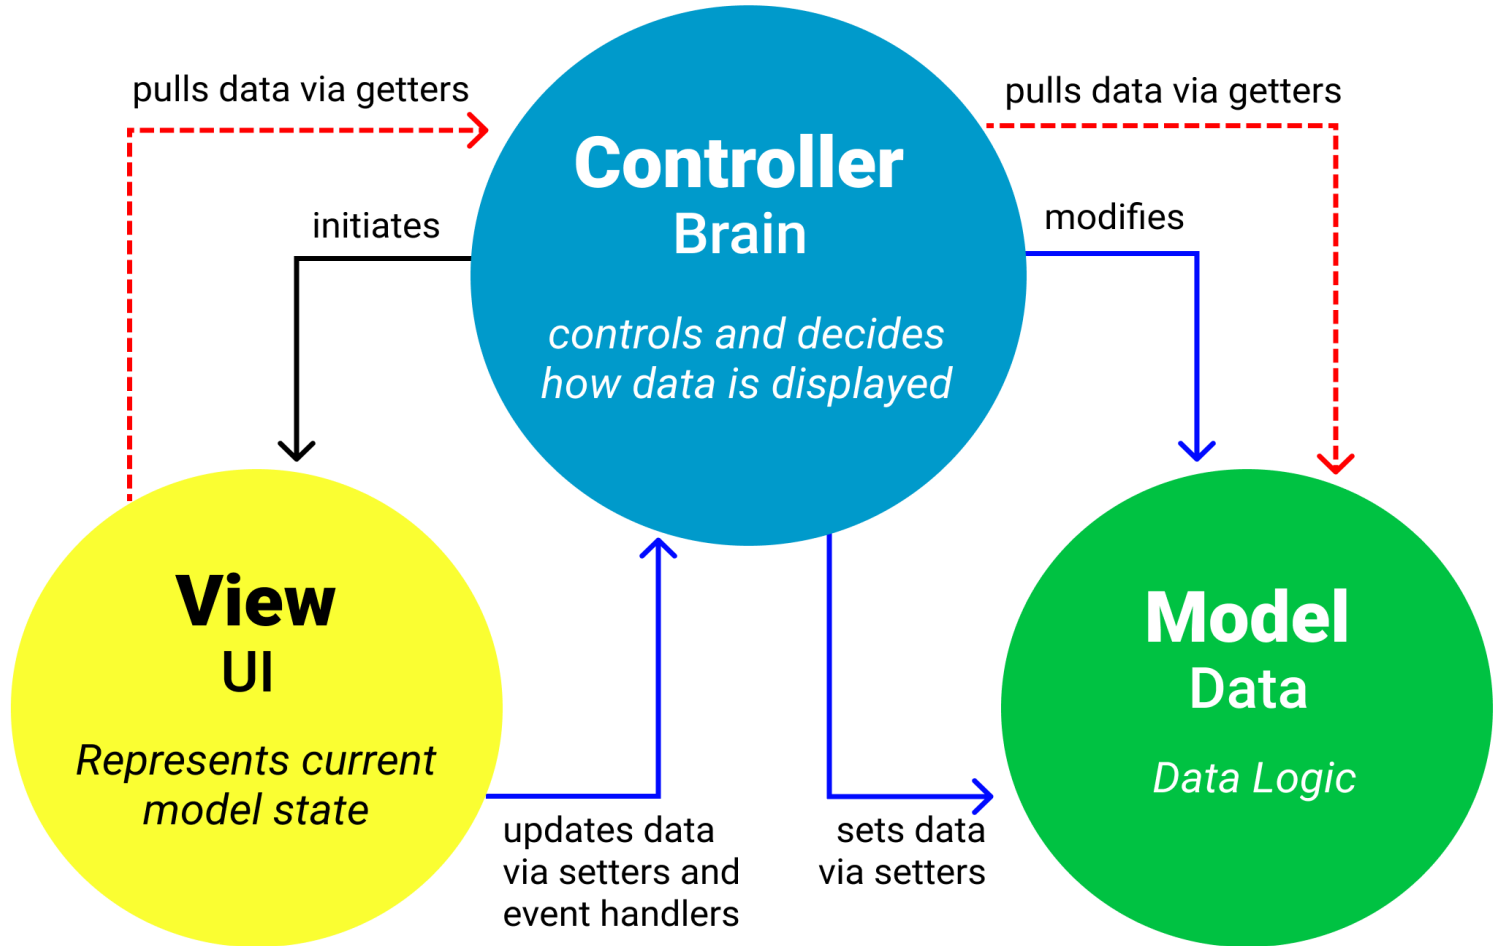 pulls data via getters
pulls data via getters
Controller
Brain
initiates
modifies
controls and decides
how data is displayed
View
UI
Represents current
model state
Model
Data
Data Logic
updates data
via setters and
event handlers
sets data
via setters